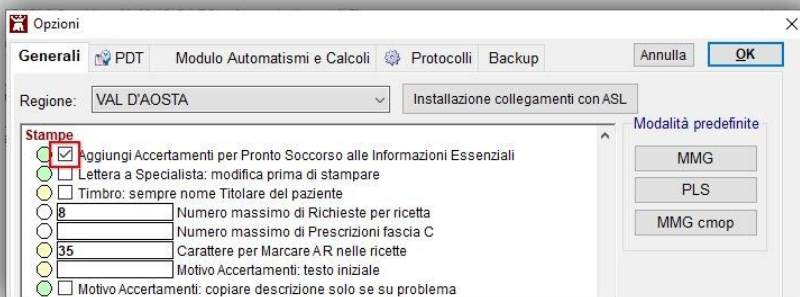 Opzioni
Generali PDT Modulo Automatismi e Calcoli Protocolli Backup Annulla OK
Regione: VAL D'AOSTA Installazione collegamenti con ASL
Modalità predefinite
Stampe
Aggiungi Accertamenti per Pronto Soccorso alle Informazioni Essenziali
MMG
Lettera a Specialista: modifica prima di stampare
Timbro: sempre nome Titolare del paziente
PLS
8 Numero massimo di Richieste per ricetta
Numero massimo di Prescrizioni fascia C
MMG cmop
35 Carattere per Marcare AR nelle ricette
Motivo Accertamenti: testo iniziale
Motivo Accertamenti: copiare descrizione solo se su problema